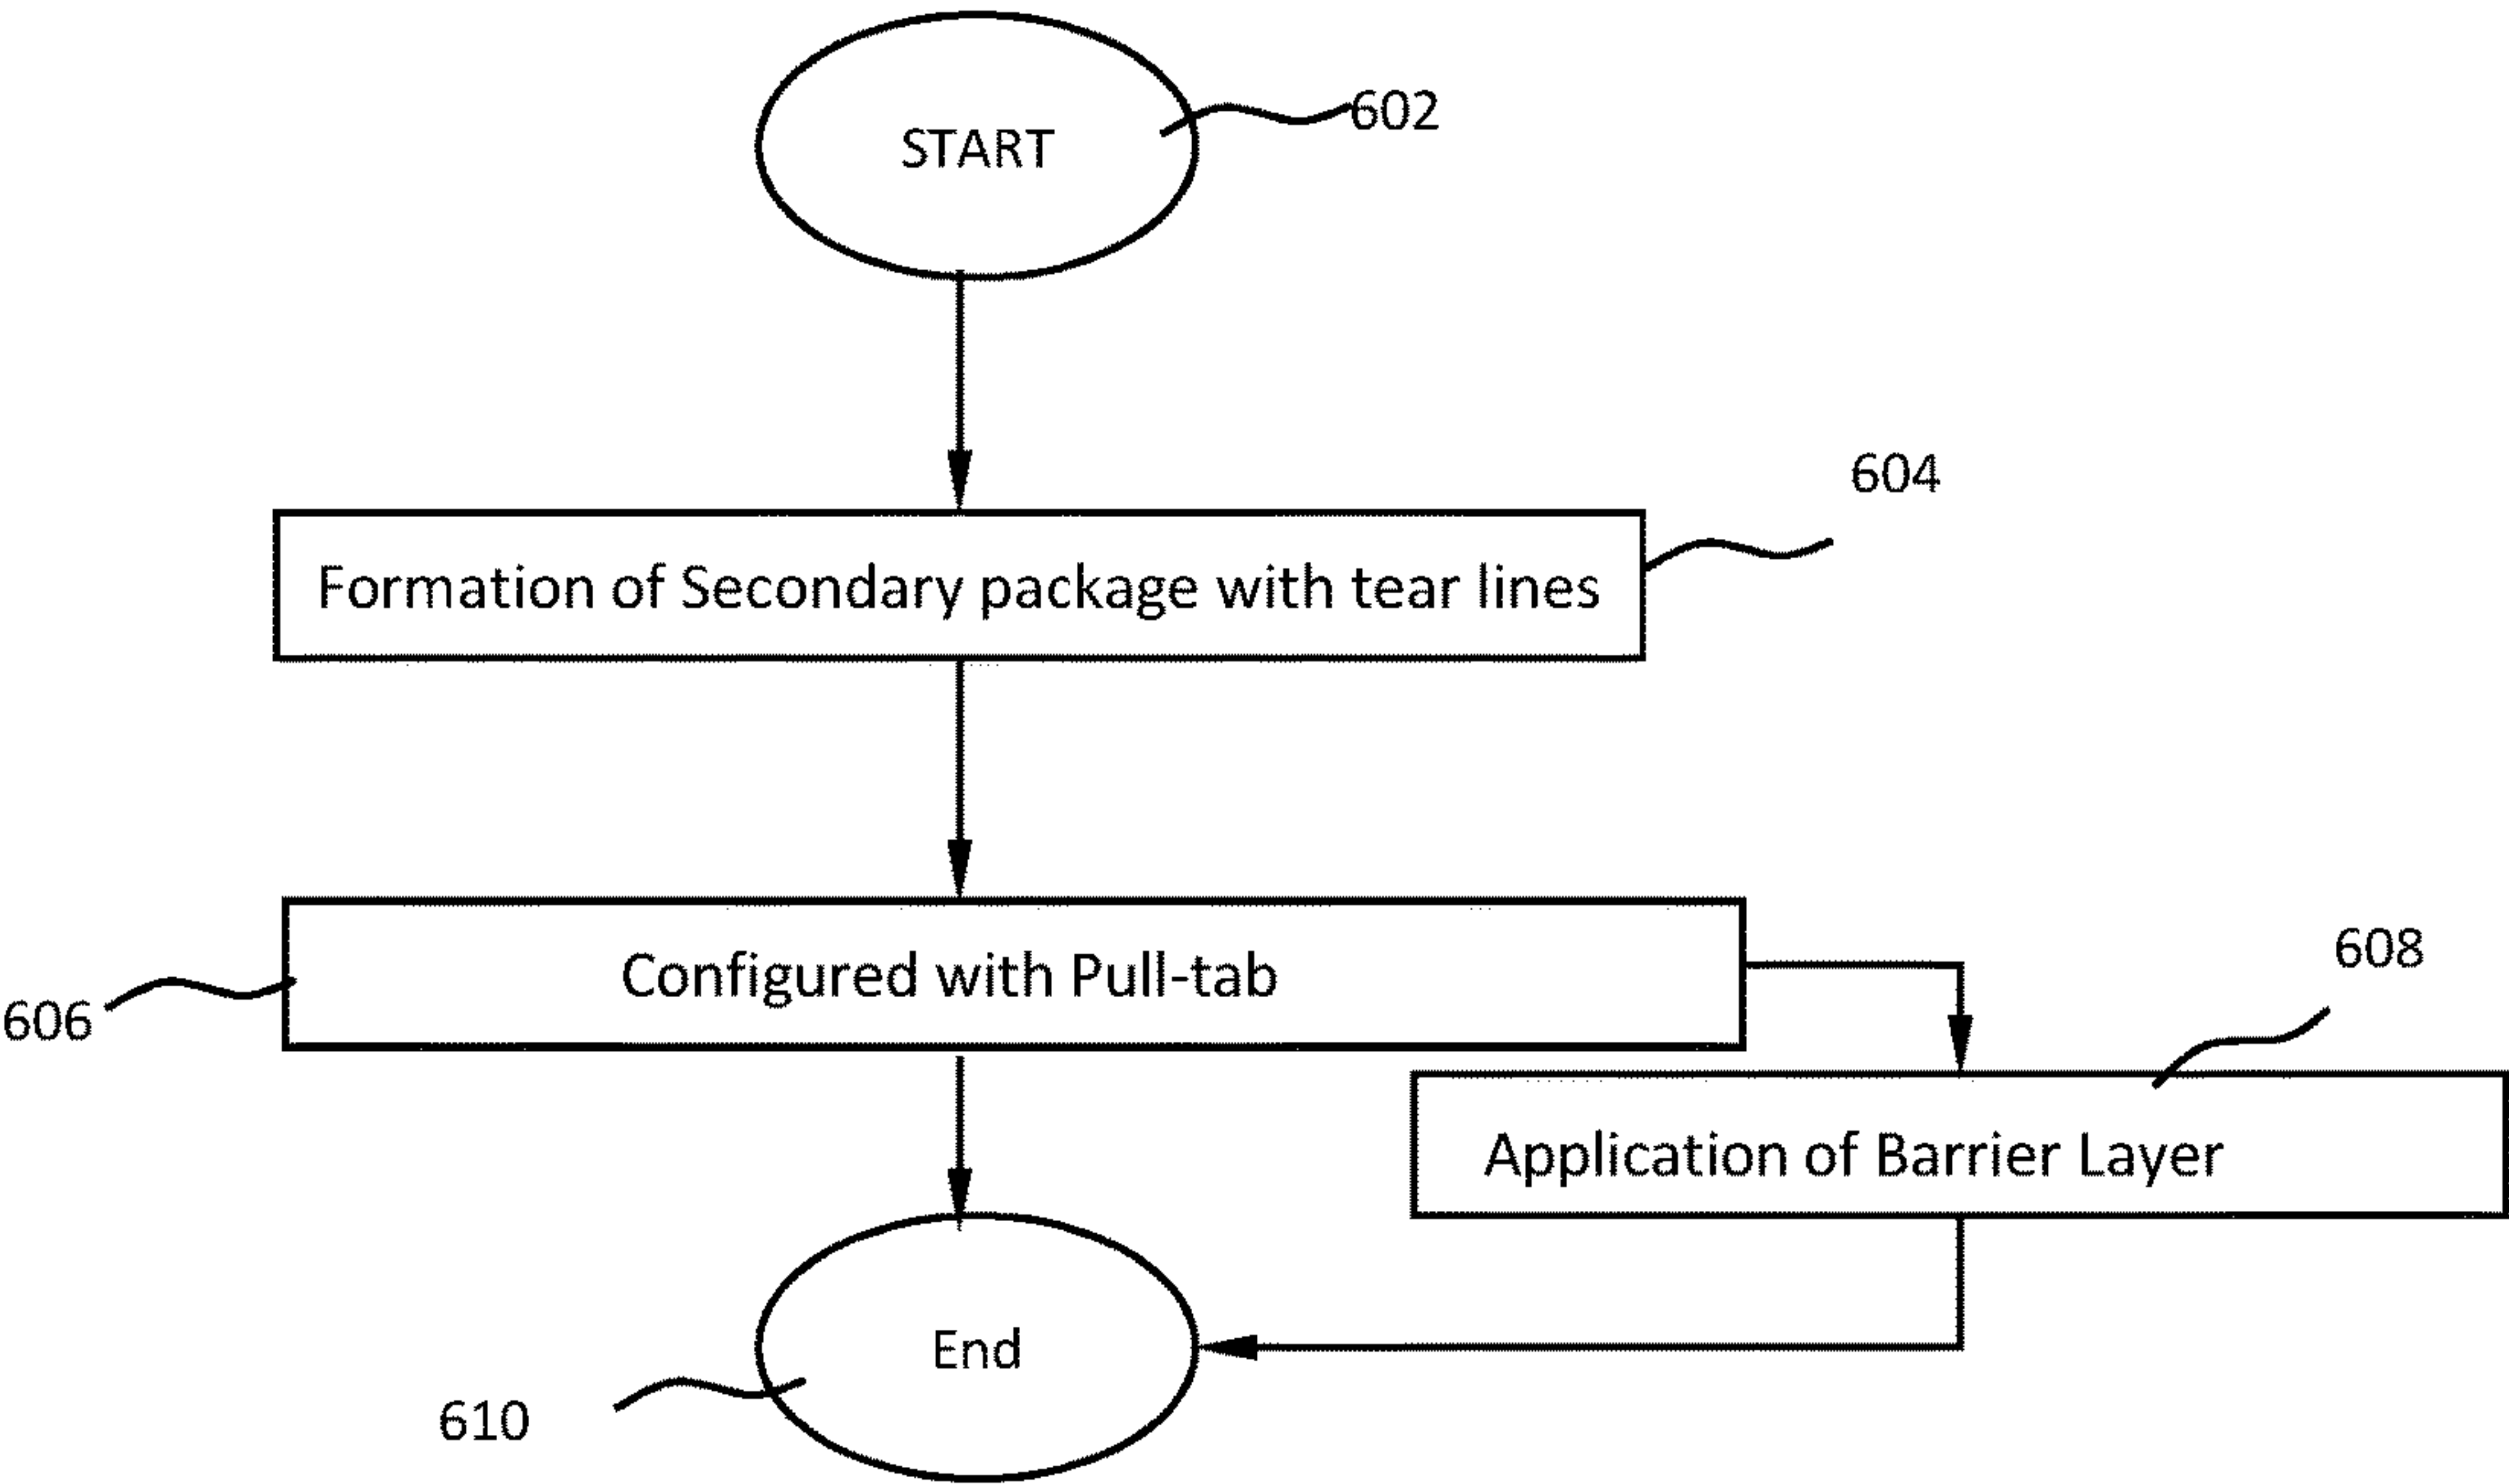 START
602
604
Formation of Secondary package with tear lines
608
Configured with Pull-tab
606
Application of Barrier Layer
End
610